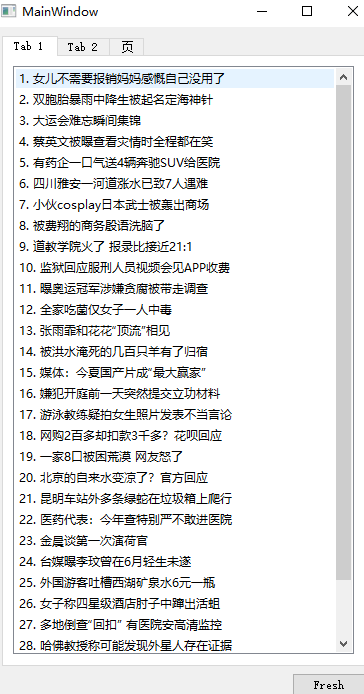 MainWindow
Tab 1 Tab 2 页
1. 女儿不需要报销妈妈感慨自己没用了
2. 双胞胎暴雨中降生被起名定海神针
3. 大运会难忘瞬间集锦
4. 蔡英文被曝查看灾情时全程都在笑
5. 有药企一口气送4辆奔驰SUV给医院
6. 四川雅安一河道涨水已致7人遇难
7. 小伙cosplay日本武士被轰出商场
8. 被费翔的商务殷语洗脑了
9. 道教学院火了 报录比接近21:1
10. 监狱回应服刑人员视频会见APP收费
11. 曝奥运冠军涉嫌贪腐被带走调查
12. 全家吃菌仅女子一人中毒
13. 张雨霏和花花“顶流”相见
14. 被洪水淹死的几百只羊有了归宿
15. 媒体：今夏国产片成“最大赢家”
16. 嫌犯开庭前一天突然提交立功材料
17. 游泳教练疑拍女生照片发表不当言论
18. 网购2百多却扣款3千多？花呗回应
19. 一家8口被困荒漠 网友怒了
20. 北京的自来水变凉了？官方回应
21. 昆明车站外多条绿蛇在垃圾箱上爬行
22. 医药代表：今年查特别严不敢进医院
23. 金晨谈第一次演荷官
24. 台媒曝李玟曾在6月轻生未遂
25. 外国游客吐槽西湖矿泉水6元一瓶
26. 女子称四星级酒店肘子中蹿出活蛆
27. 多地倒查“回扣” 有医院安高清监控
28. 哈佛教授称可能发现外星人存在证据
Fresh